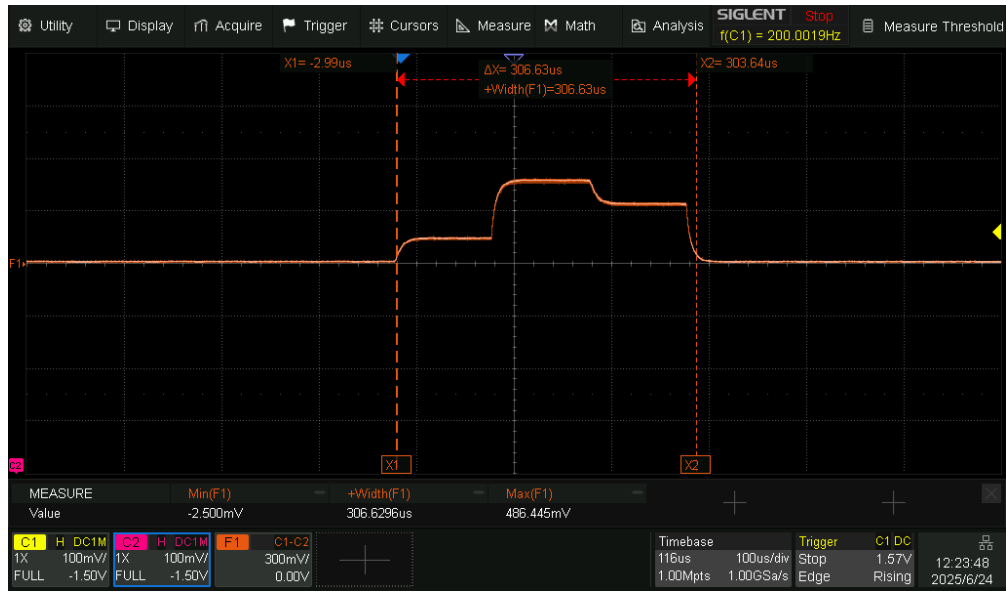 Utility Display Acquire Trigger Cursors Measure Math Analysis SIGLENT Stop Measure Threshold
f(C1) = 200.0019Hz
X1= -2.99us ΔX= 306.63us X2= 303.64us
+Width(F1)=306.63us
F1
C2
X1 X2
MEASURE Min(F1) +Width(F1) Max(F1)
Value -2.500mV 306.6296us 486.445mV
C1 H DC1M C2 H DC1M F1 C1-C2 Timebase Trigger C1 DC
1X 100mV/ 1X 100mV/ 300mV/ 116us 100us/div Stop 1.57V 12:23:48
FULL -1.50V FULL -1.50V 0.00V 1.00Mpts 1.00GSa/s Edge Rising 2025/6/24